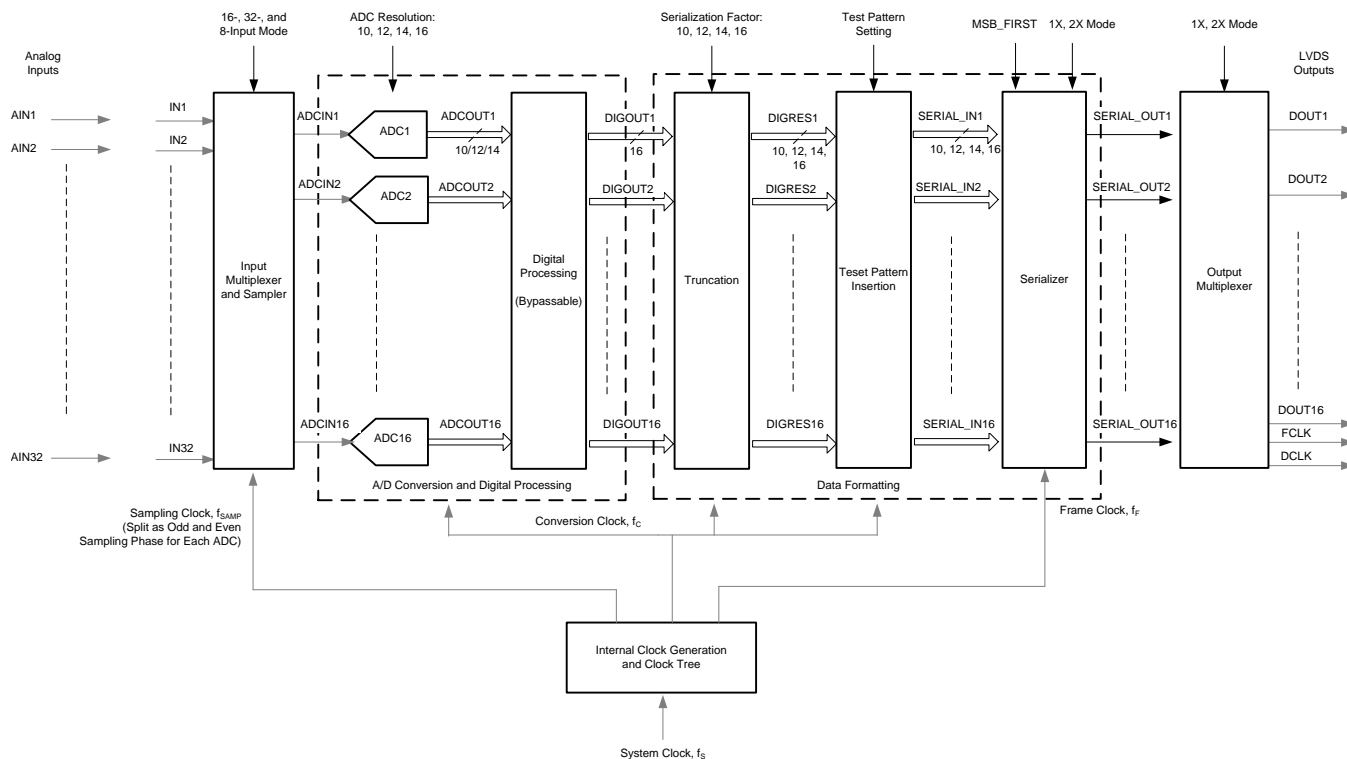 16-, 32-, and
8-Input Mode
ADC Resolution:
10, 12, 14, 16
Serialization Factor:
10, 12, 14, 16
Test Pattern
Setting
MSB_FIRST
1X, 2X Mode
1X, 2X Mode
Analog
Inputs
LVDS
Outputs
AIN1
AIN2
AIN32
IN1
IN2
IN32
Input
Multiplexer
and Sampler
ADCIN1
ADCIN2
ADCIN16
ADC1
ADC2
ADC16
ADCOUT1
10/12/14
ADCOUT2
ADCOUT16
Digital
Processing
(Bypassable)
A/D Conversion and Digital Processing
DIGOUT1
16
DIGOUT2
DIGOUT16
Truncation
DIGRES1
10, 12, 14,
16
DIGRES2
DIGRES16
Teset Pattern
Insertion
SERIAL_IN1
10, 12, 14, 16
SERIAL_IN2
SERIAL_IN16
Serializer
Data Formatting
SERIAL_OUT1
SERIAL_OUT2
SERIAL_OUT16
Output
Multiplexer
DOUT1
DOUT2
DOUT16
FCLK
DCLK
Sampling Clock, fSAMP
(Split as Odd and Even
Sampling Phase for Each ADC)
Conversion Clock, fC
Frame Clock, fF
Internal Clock Generation
and Clock Tree
System Clock, fS